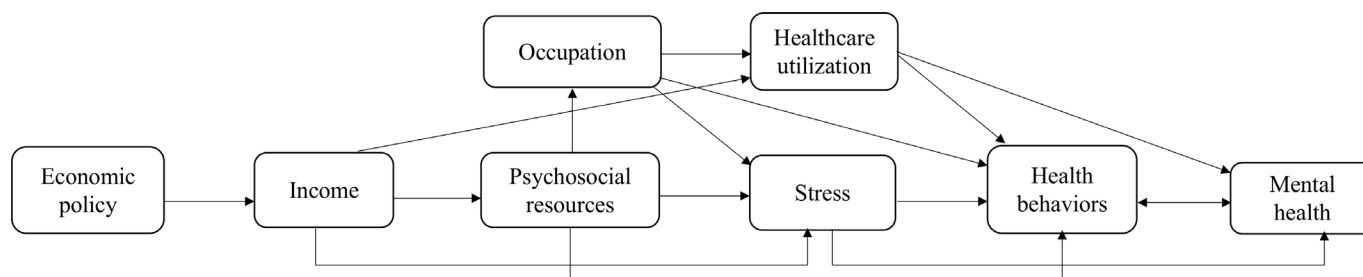 Occupation
Healthcare
utilization
Economic
policy
Income
Psychosocial
resources
Stress
Health
behaviors
Mental
health